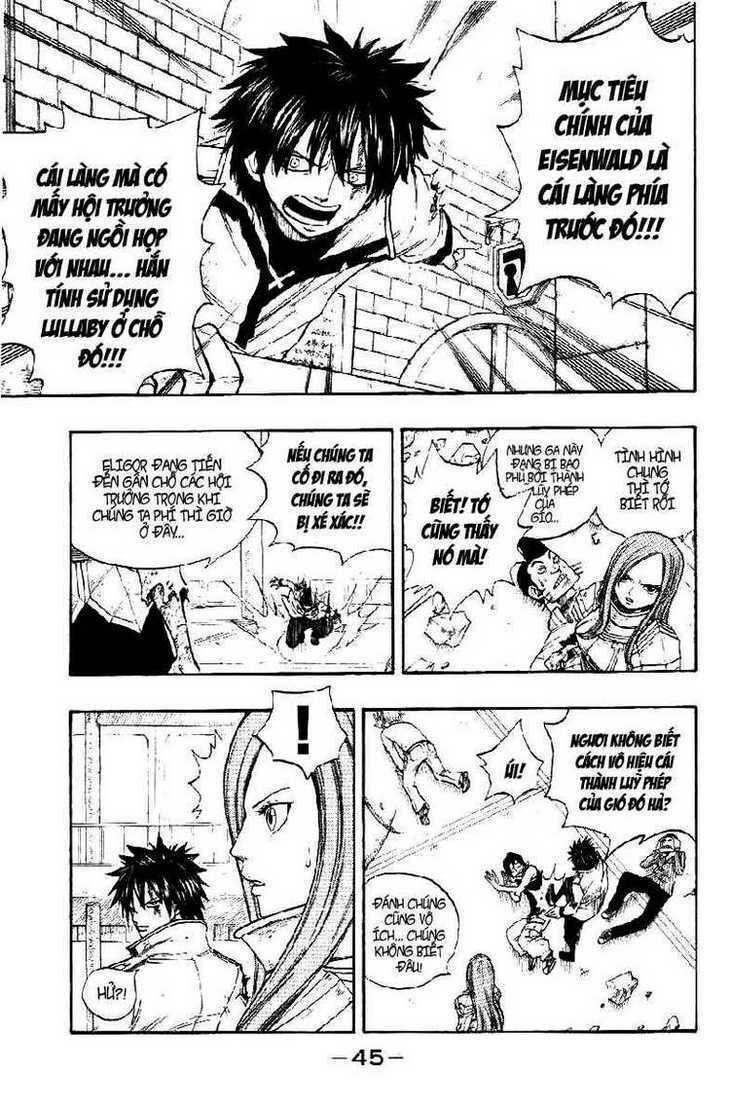 MỤC TIÊU
CHÍNH CỦA
EISENWALD LÀ
CÁI LÀNG PHÍA
TRƯỚC ĐÓ!!!
CÁI LÀNG MÀ CÓ
MẤY HỘI TRƯỞNG
ĐANG NGỒI HỌP
VỚI NHAU... HẮN
TÍNH SỬ DỤNG
LULLABY Ở CHỖ
ĐÓ!!!
TÌNH HÌNH
CHUNG
THÌ TỚ
BIẾT RỒI
NHƯNG GA NÀY
ĐANG BỊ BAO
PHỦ BỞI THÀNH
LŨY PHÉP
CỦA
GIÓ...
BIẾT! TỚ
CŨNG THẤY
NÓ MÀ!
NẾU CHÚNG TA
CỐ ĐI RA ĐÓ,
CHÚNG TA SẼ
BỊ XÉ XÁC!!
ELIGOR ĐANG TIẾN
ĐẾN GẦN CHỖ CÁC HỘI
TRƯỞNG TRONG KHI
CHÚNG TA PHÍ THÌ GIỜ
Ở ĐÂY...
NGƯƠI KHÔNG BIẾT
CÁCH VÔ HIỆU CÁI
THÀNH LUỸ PHÉP
CỦA GIÓ ĐÓ HẢ?
ÚI!
ĐÁNH CHÚNG
CŨNG VÔ
ÍCH... CHÚNG
KHÔNG BIẾT
ĐÂU!
!
HỬ?!
-45-